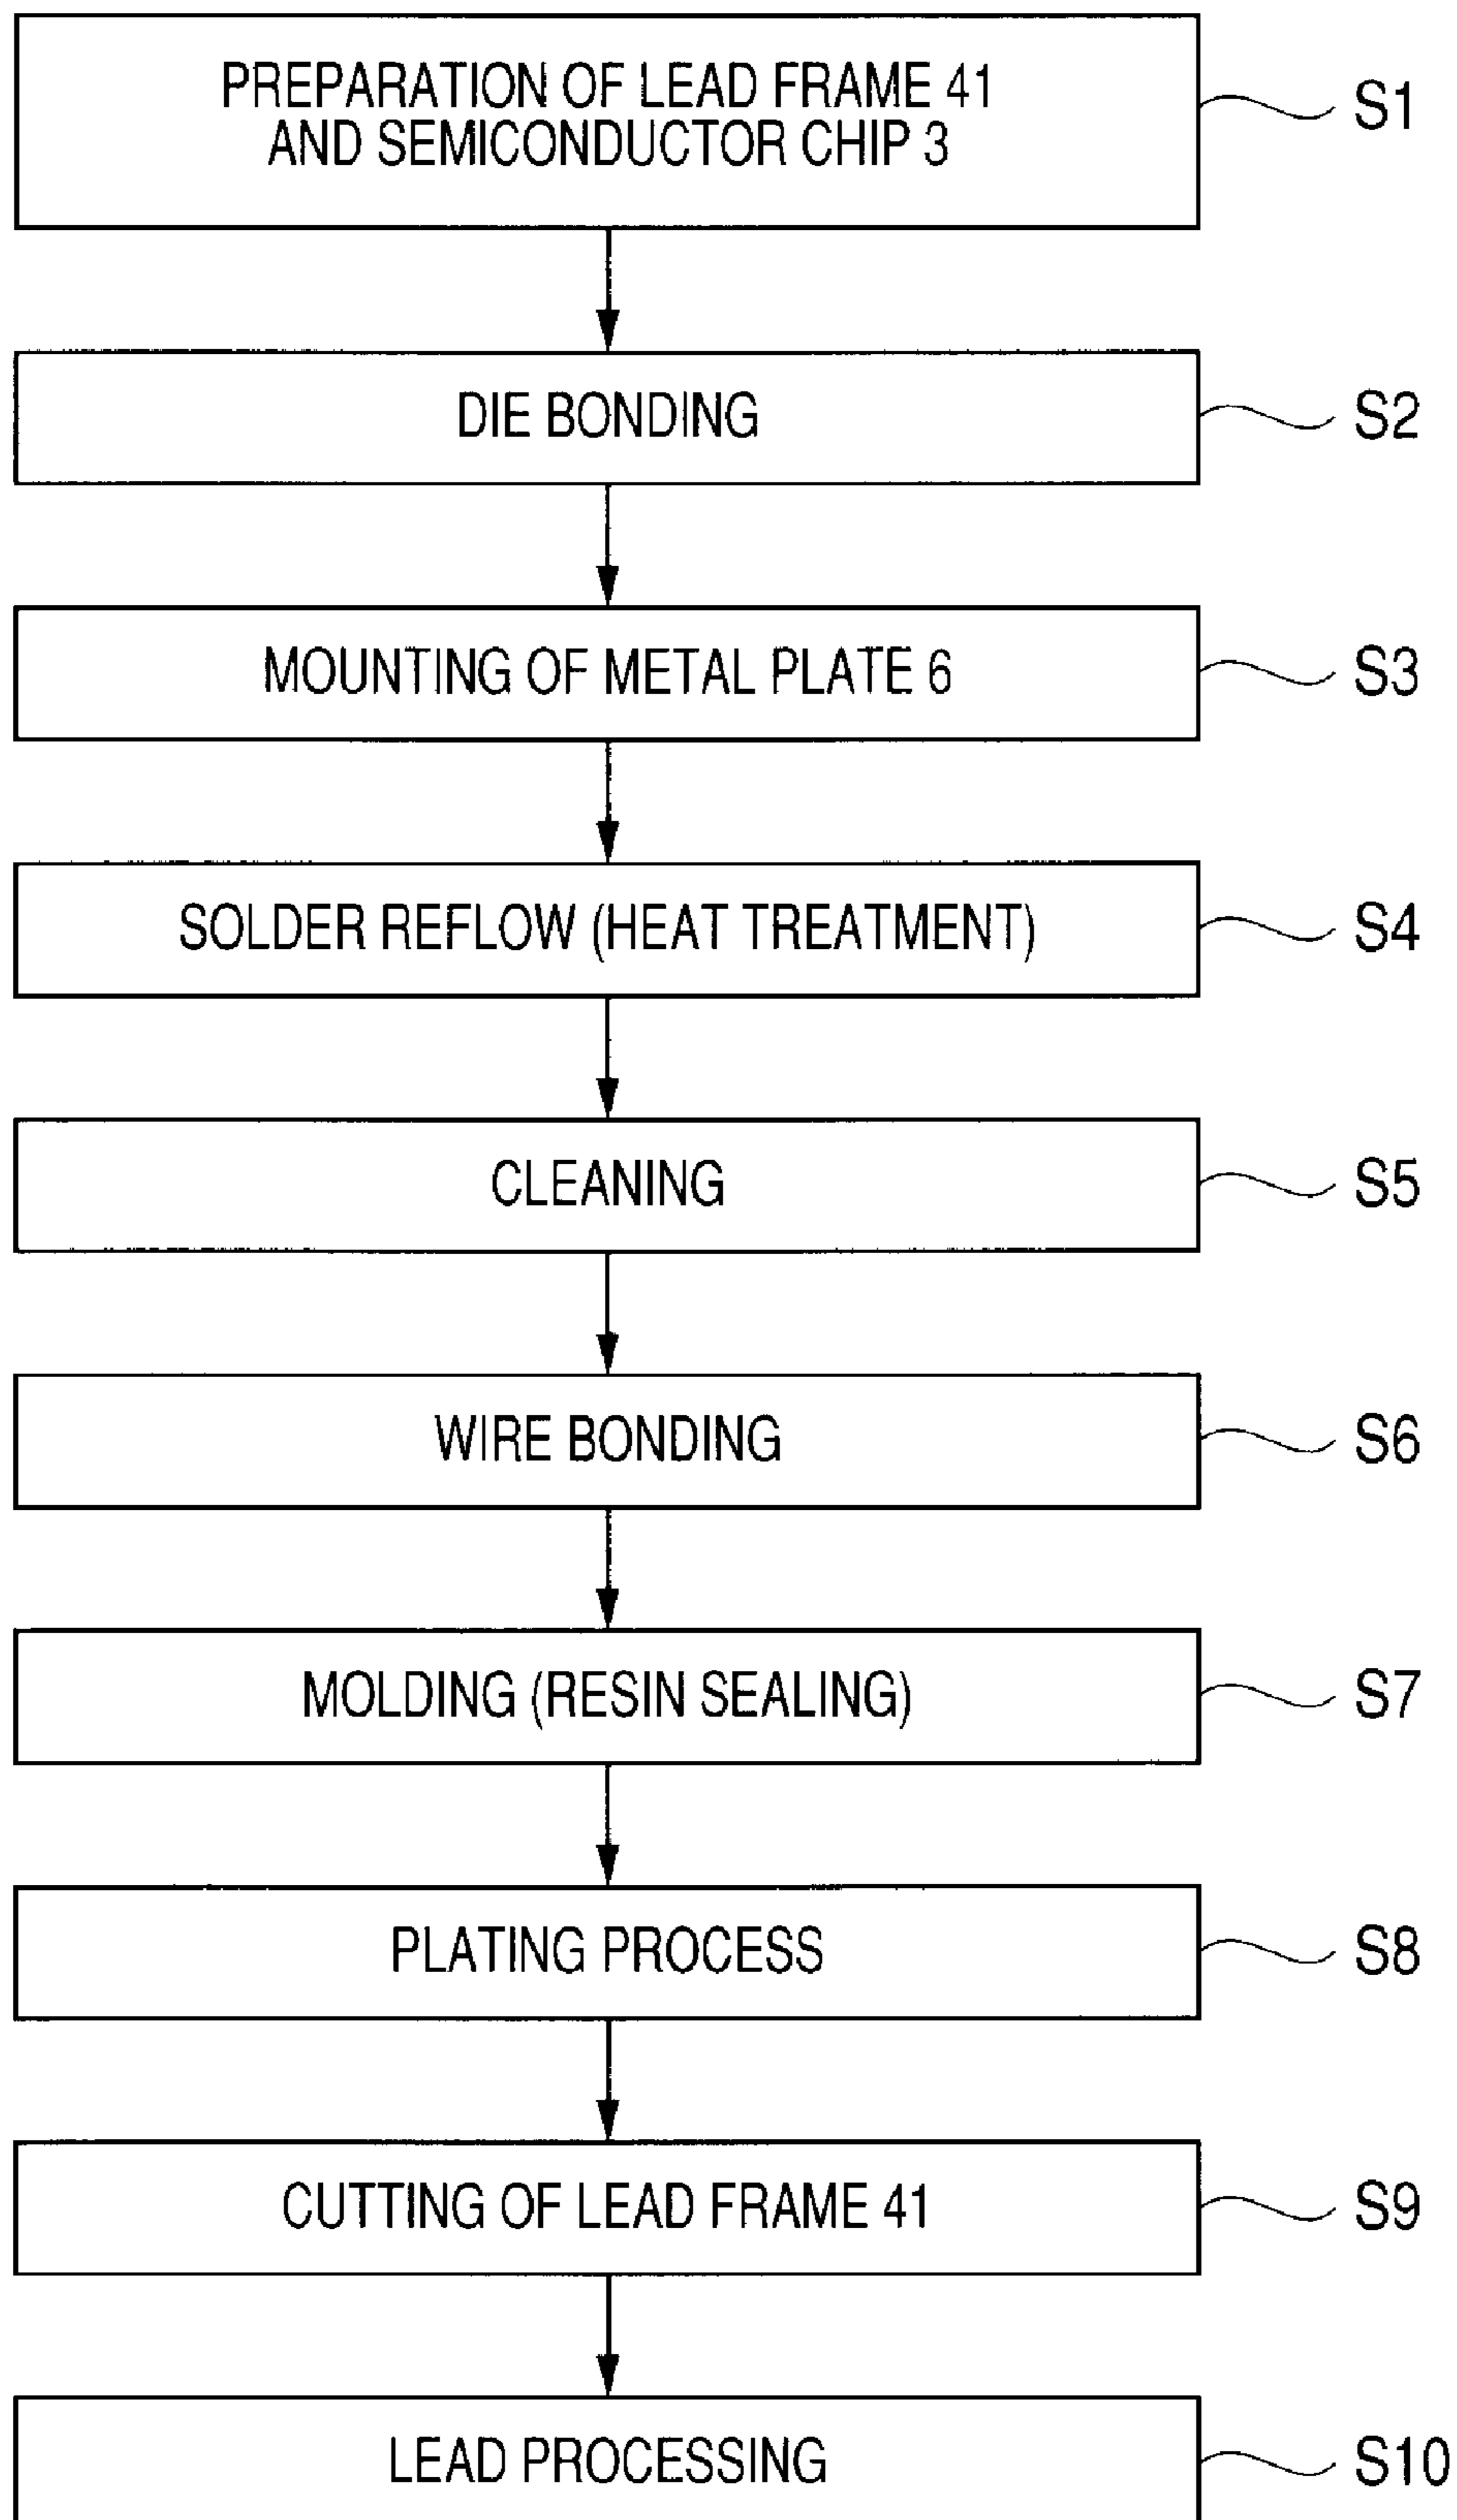 PREPARATION OF LEAD FRAME 41
AND SEMICONDUCTOR CHIP 3
S1
DIE BONDING
S2
MOUNTING OF METAL PLATE 6
S3
SOLDER REFLOW (HEAT TREATMENT)
S4
CLEANING
S5
WIRE BONDING
S6
MOLDING (RESIN SEALING)
S7
PLATING PROCESS
S8
CUTTING OF LEAD FRAME 41
S9
LEAD PROCESSING
S10